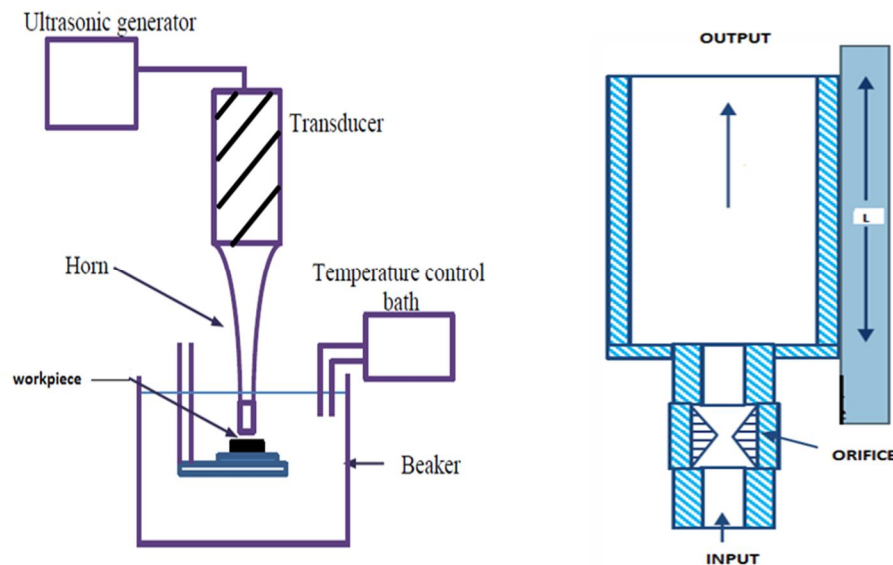 Ultrasonic generator
Transducer
Horn
Temperature control
bath
workpiece
Beaker
OUTPUT
L
ORIFICE
INPUT